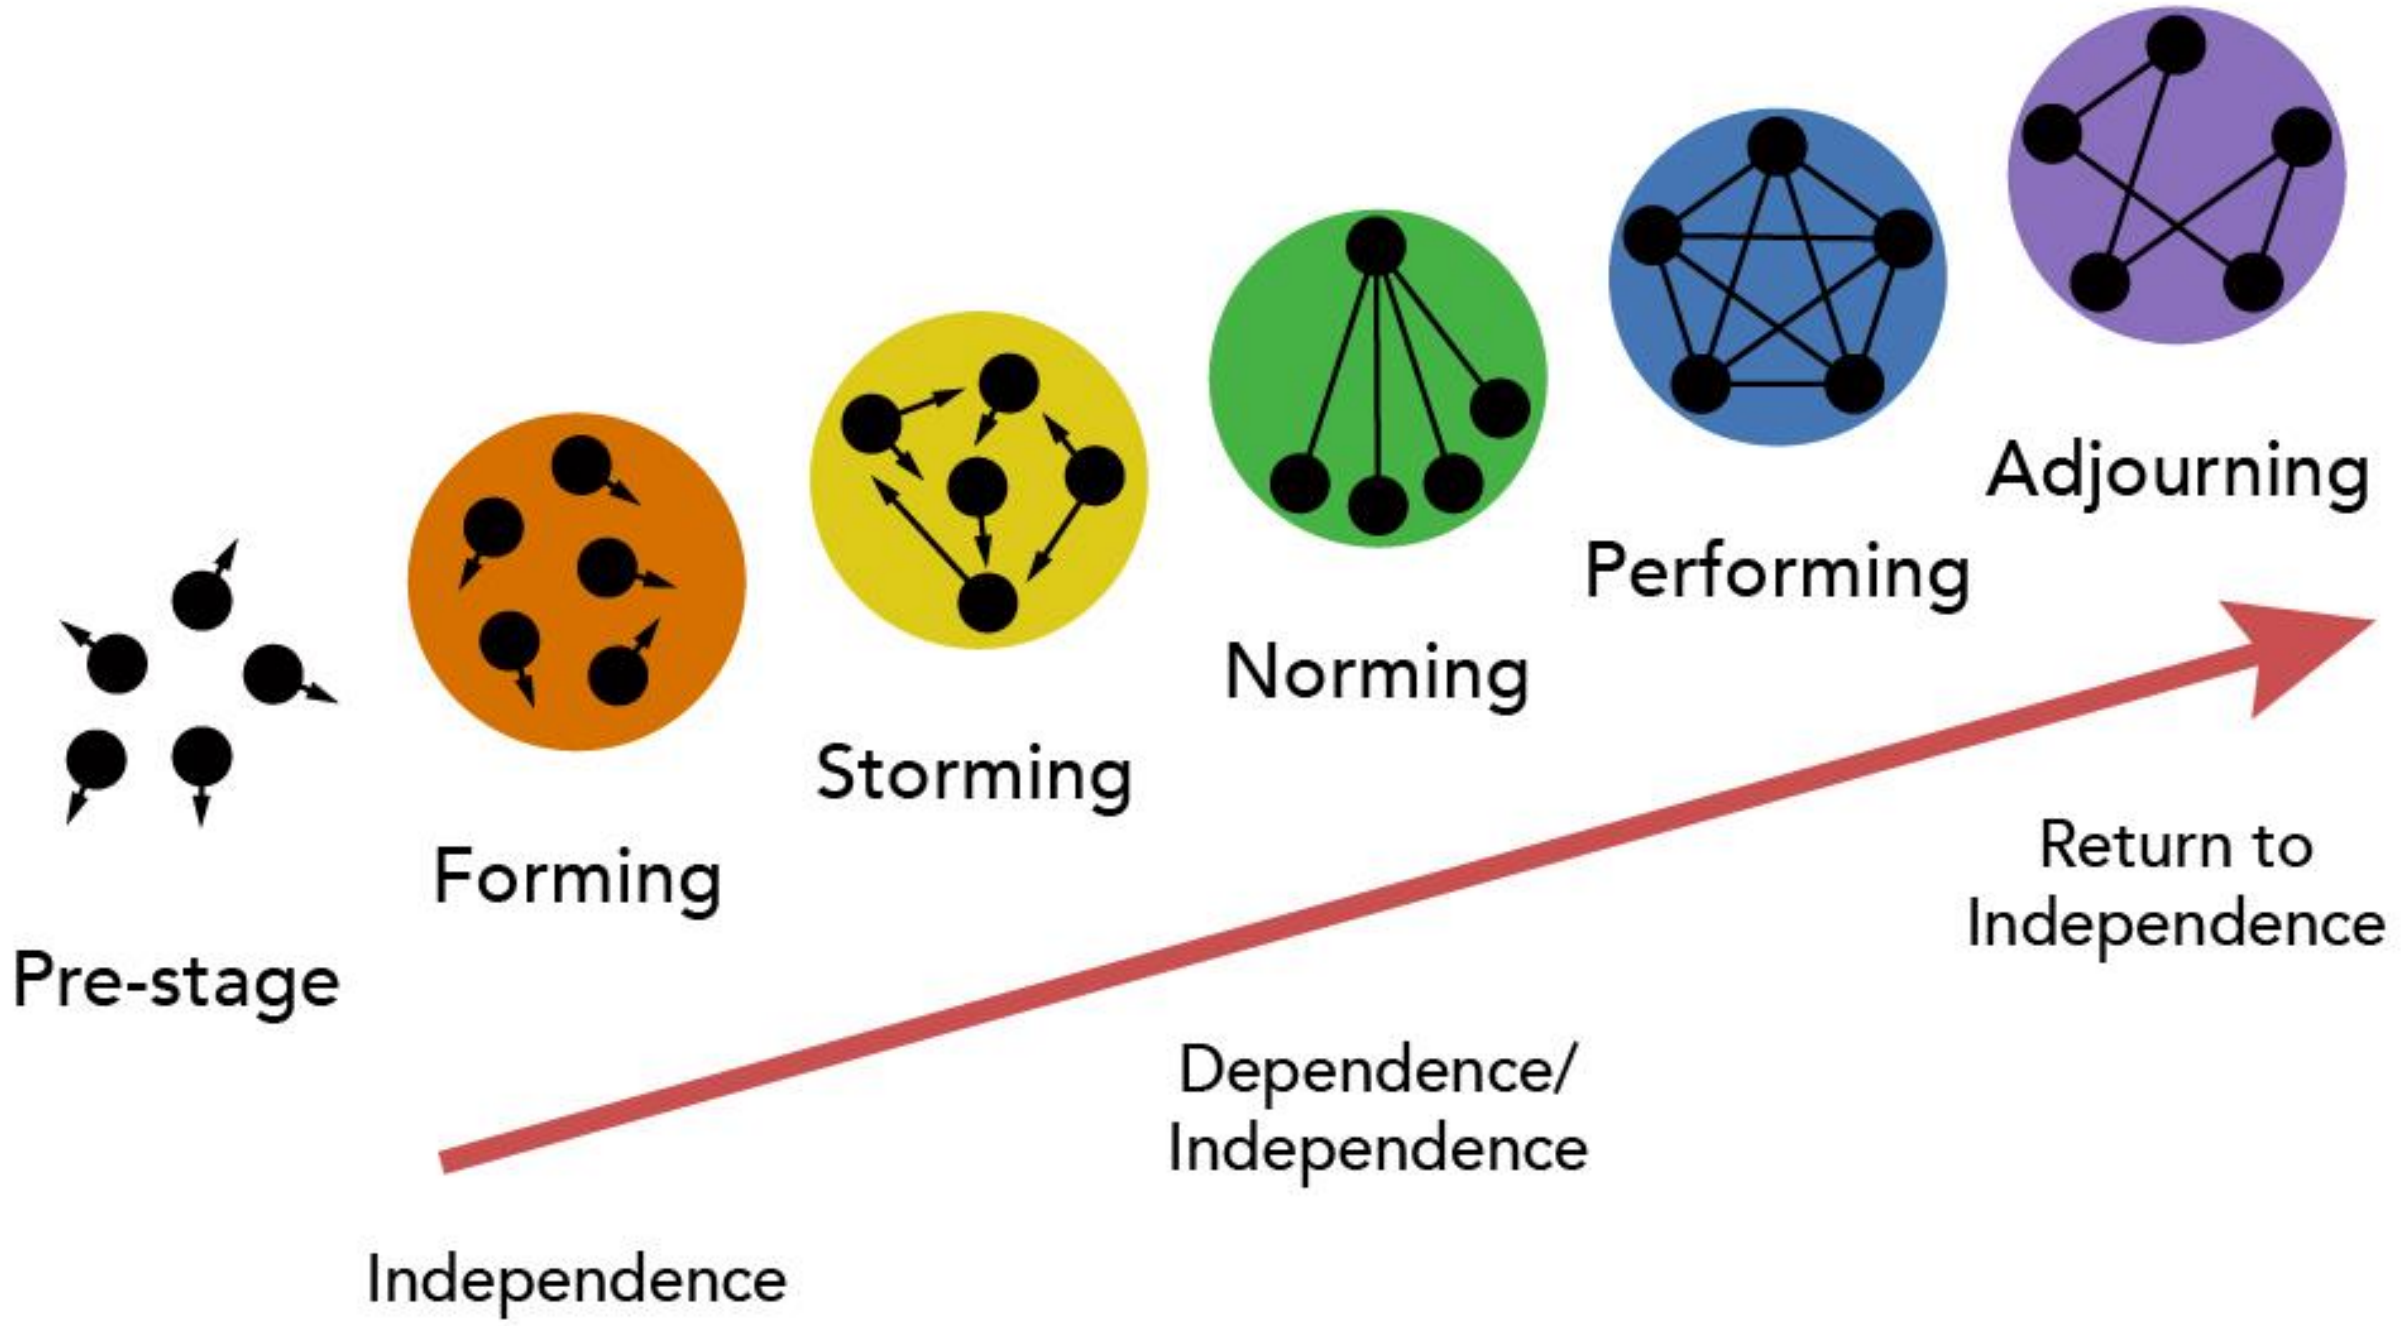 Pre-stage
Forming
Storming
Norming
Performing
Adjourning
Independence
Dependence/
Independence
Return to
Independence